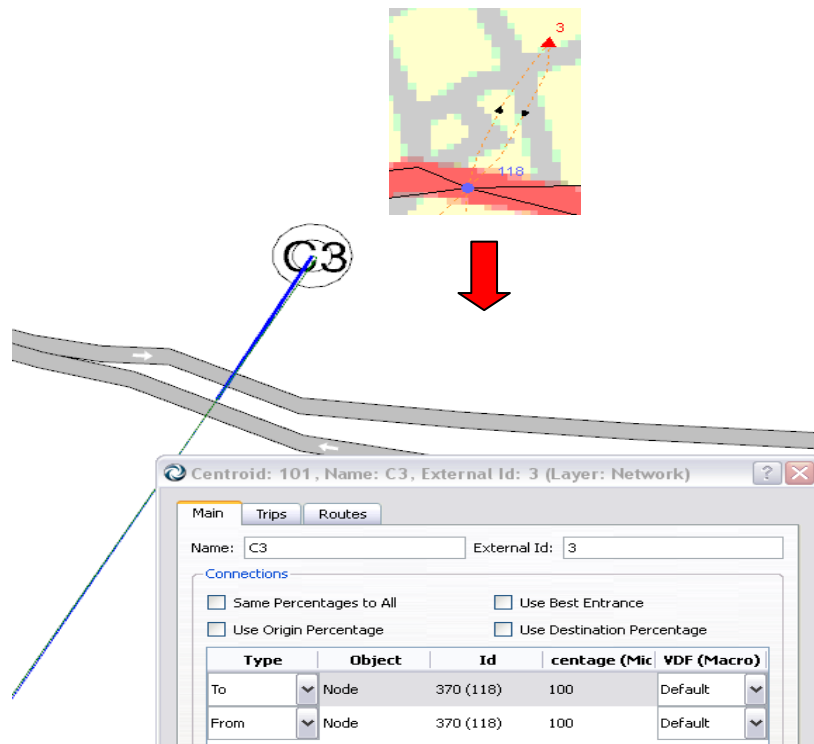 3
118
C3
Centroid: 101, Name: C3, External Id: 3 (Layer: Network)
Main Trips Routes
Name: C3 External Id: 3
Connections
Same Percentages to All Use Best Entrance
Use Origin Percentage Use Destination Percentage
Type Object Id centage (Mic VDF (Macro)
To Node 370 (118) 100 Default
From Node 370 (118) 100 Default